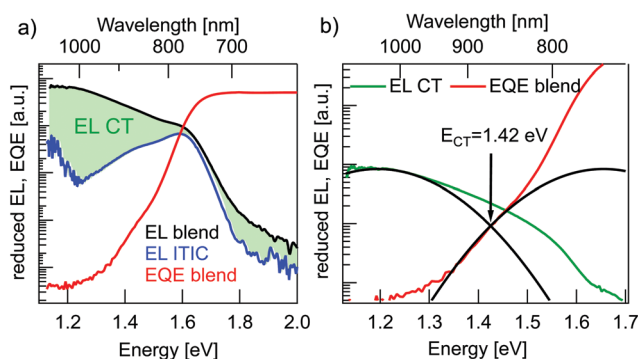 Wavelength [nm]
a) 1000 800 700
reduced EL, EQE [a.u.]
EL CT
EL blend
EL ITIC
EQE blend
1.2 1.4 1.6 1.8 2.0
Energy [eV]
Wavelength [nm]
b) 1000 900 800
reduced EL, EQE [a.u.]
EL CT EQE blend
E_CT=1.42 eV
1.2 1.3 1.4 1.5 1.6 1.7
Energy [eV]